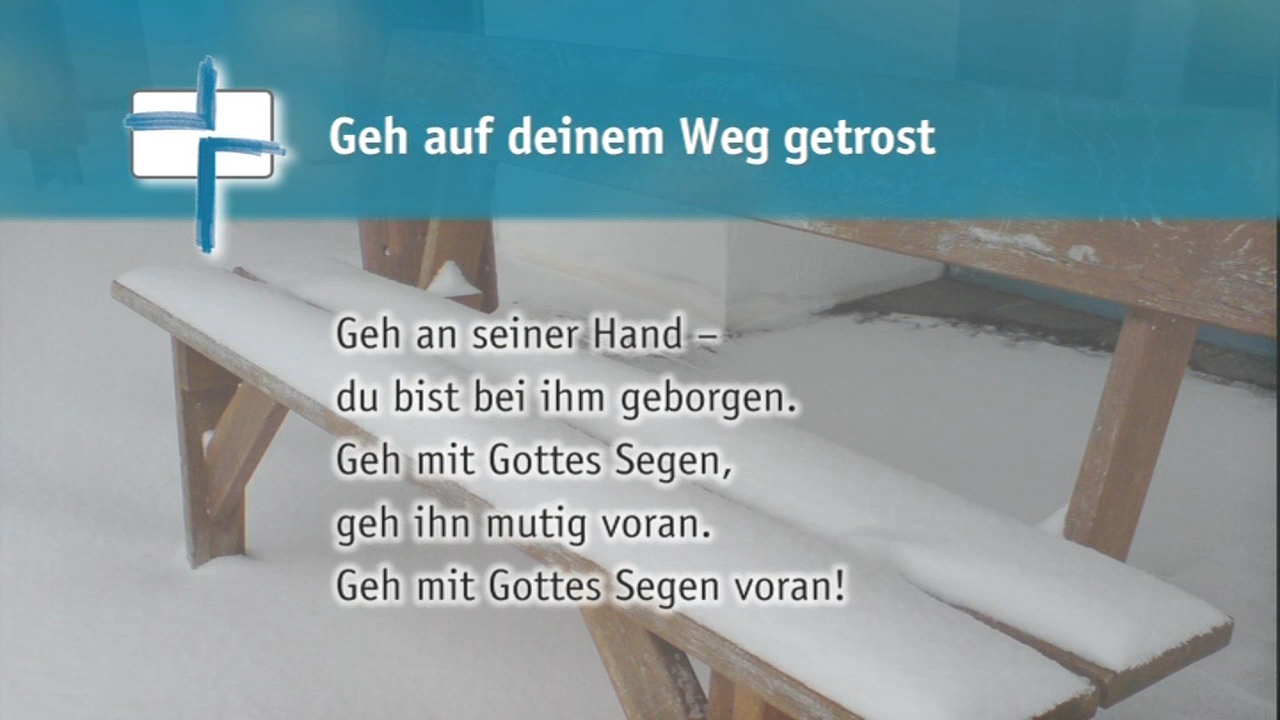 Geh auf deinem Weg getrost
Geh an seiner Hand –
du bist bei ihm geborgen.
Geh mit Gottes Segen,
geh ihn mutig voran.
Geh mit Gottes Segen voran!